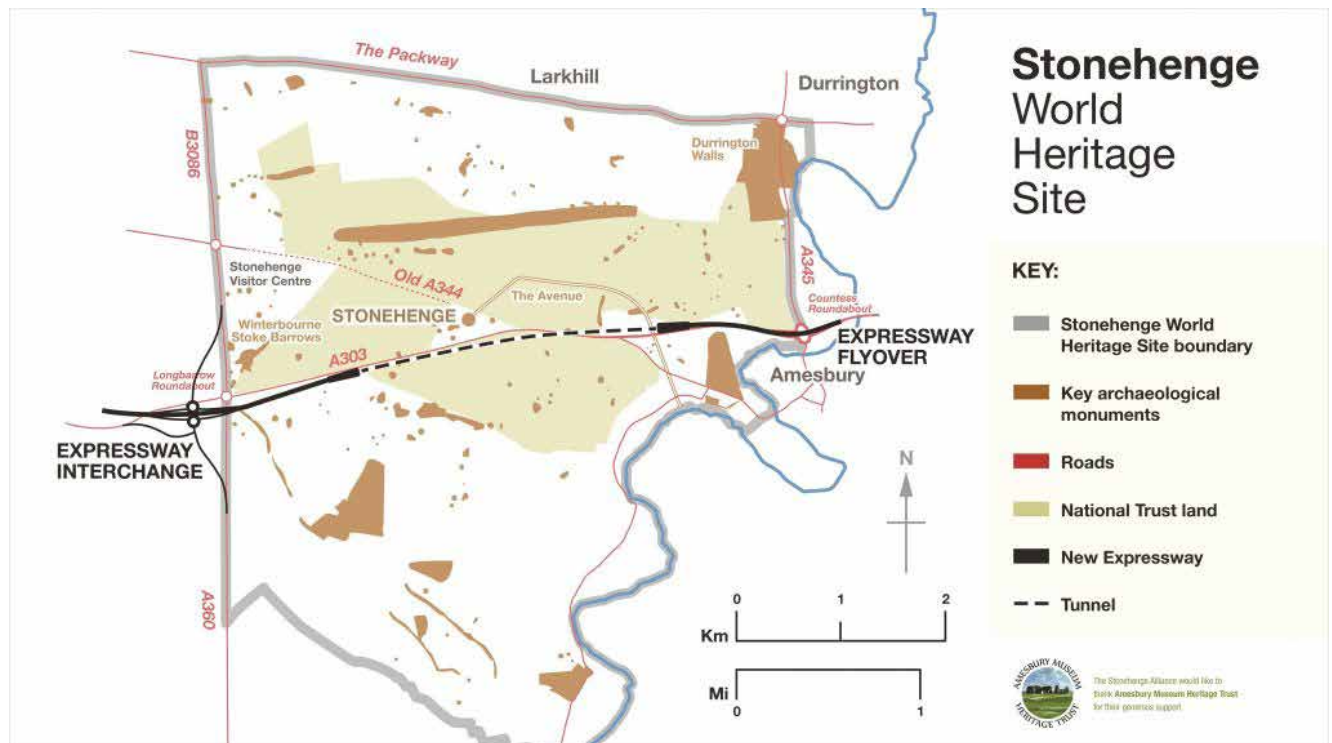 The Packway
Larkhill
Durrington
B3086
Durrington
Walls
Stonehenge
Visitor Centre
Old A344
The Avenue
A345
STONEHENGE
Countess
Roundabout
Winterbourne
Stoke Barrows
A303
EXPRESSWAY
FLYOVER
Longbarrow
Roundabout
Amesbury
EXPRESSWAY
INTERCHANGE
A360
N
0 1 2
Km
Mi
0 1
Stonehenge
World
Heritage
Site
KEY:
Stonehenge World
Heritage Site boundary
Key archaeological
monuments
Roads
National Trust land
New Expressway
Tunnel
AMESBURY MUSEUM
HERITAGE TRUST
The Stonehenge Alliance would like to
thank Amesbury Museum Heritage Trust
for their generous support